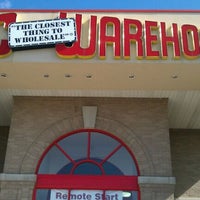 WAREHO
"THE CLOSEST
THING TO
WHOLESALE"
Remote Start